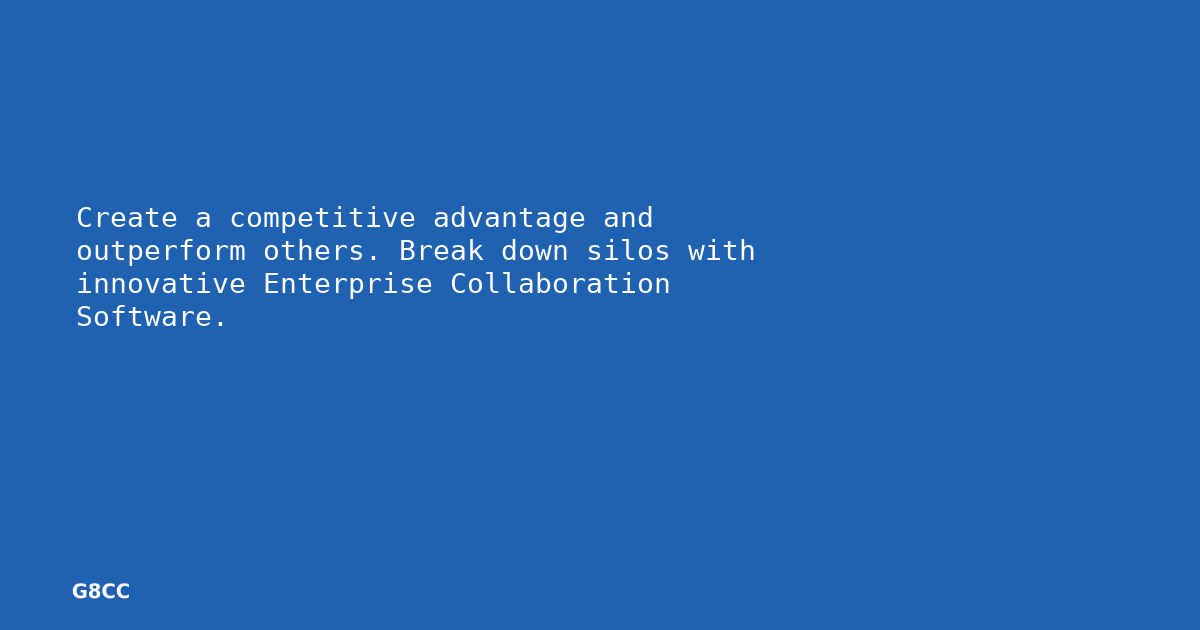 Create a competitive advantage and
outperform others. Break down silos with
innovative Enterprise Collaboration
Software.
G8CC